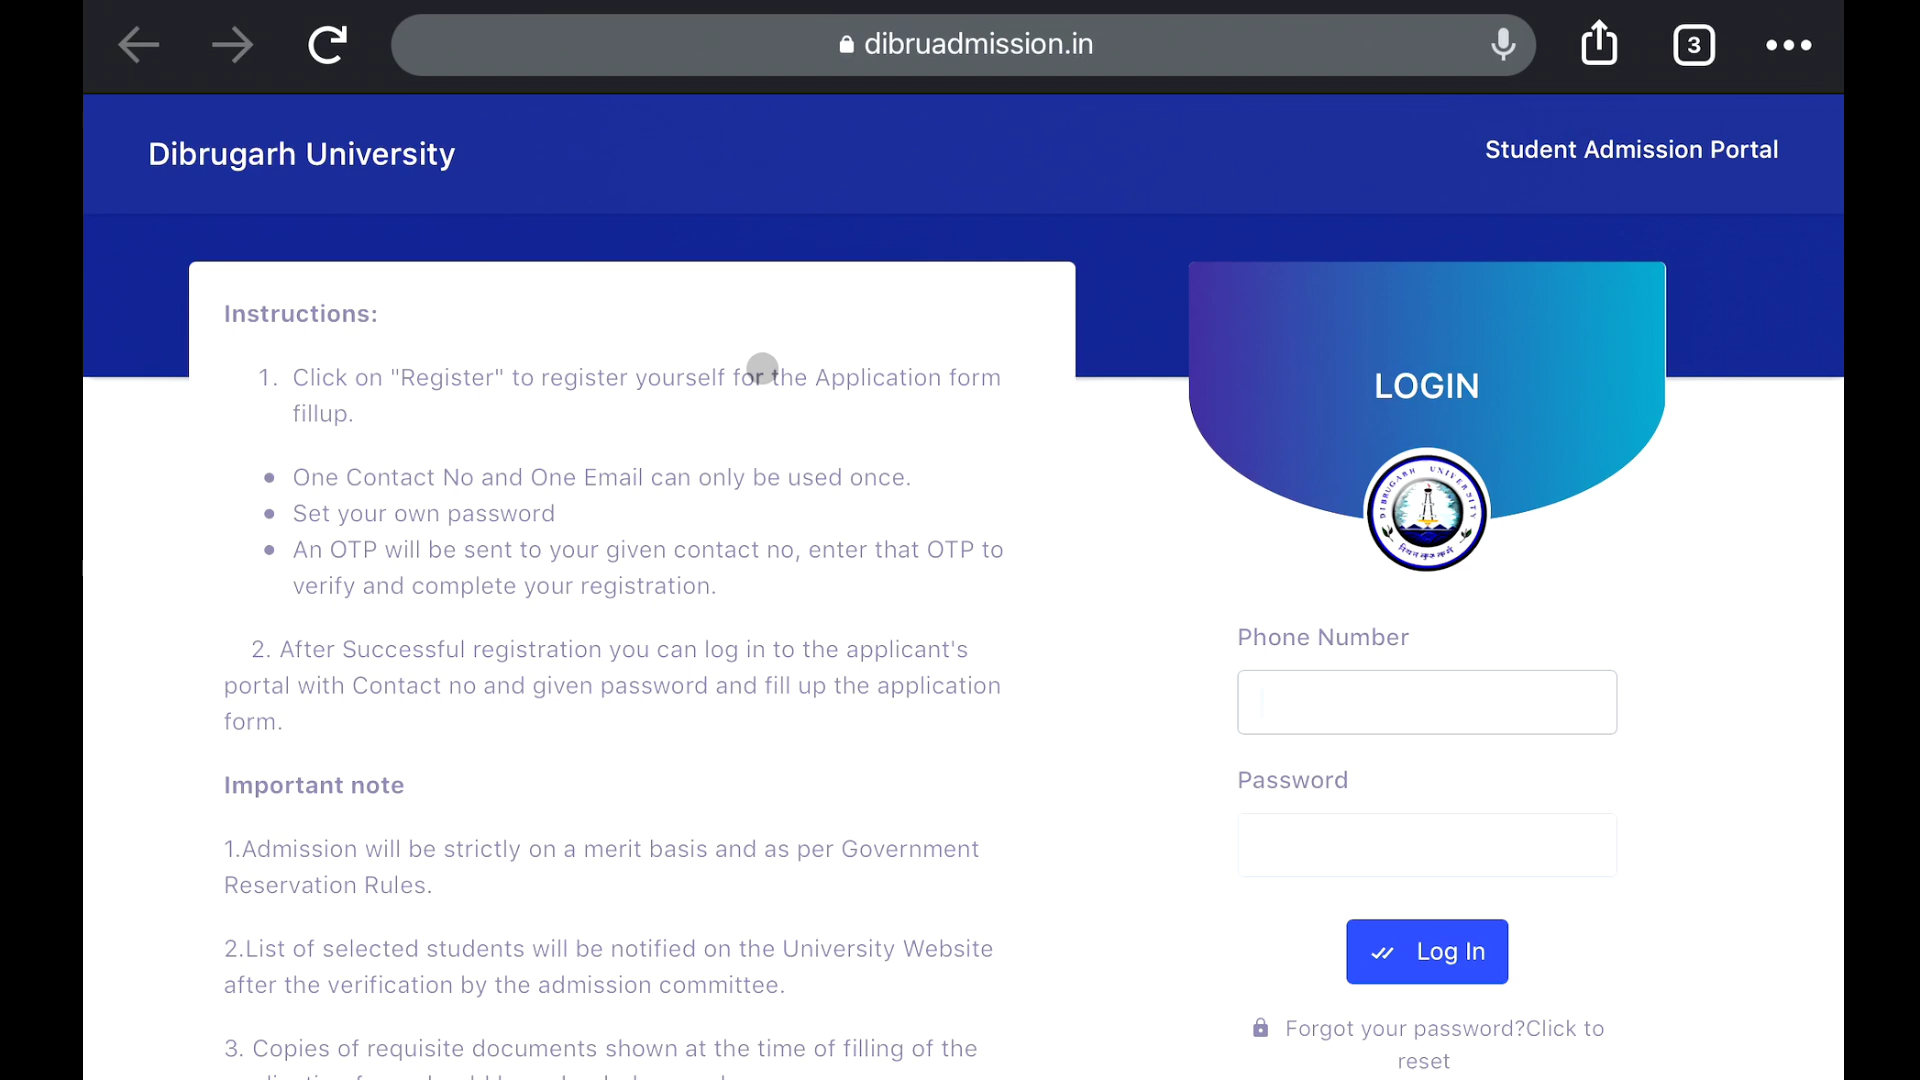 dibruadmission.in
3
Dibrugarh University
Student Admission Portal
Instructions:
1. Click on "Register" to register yourself for the Application form
fillup.
• One Contact No and One Email can only be used once.
• Set your own password
• An OTP will be sent to your given contact no, enter that OTP to
verify and complete your registration.
2. After Successful registration you can log in to the applicant's
portal with Contact no and given password and fill up the application
form.
Important note
1.Admission will be strictly on a merit basis and as per Government
Reservation Rules.
2.List of selected students will be notified on the University Website
after the verification by the admission committee.
3. Copies of requisite documents shown at the time of filling of the
LOGIN
DIBRUGARH UNIVERSITY
Phone Number
Password
Log In
Forgot your password?Click to
reset